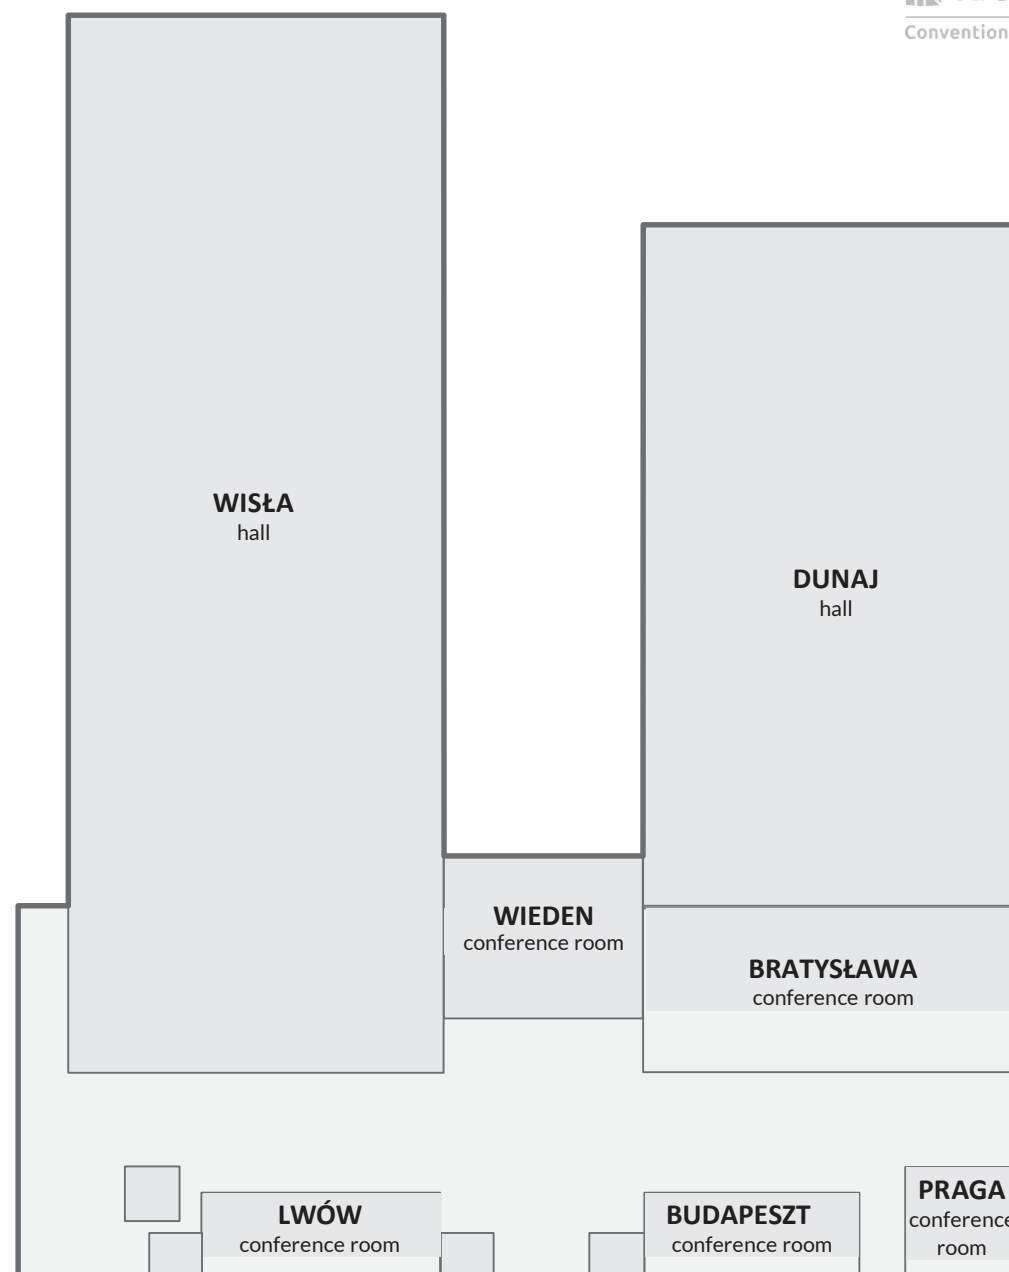 Convention
WISŁA
hall
DUNAJ
hall
WIEDEN
conference room
BRATYSŁAWA
conference room
LWÓW
conference room
BUDAPESZT
conference room
PRAGA
conference
room